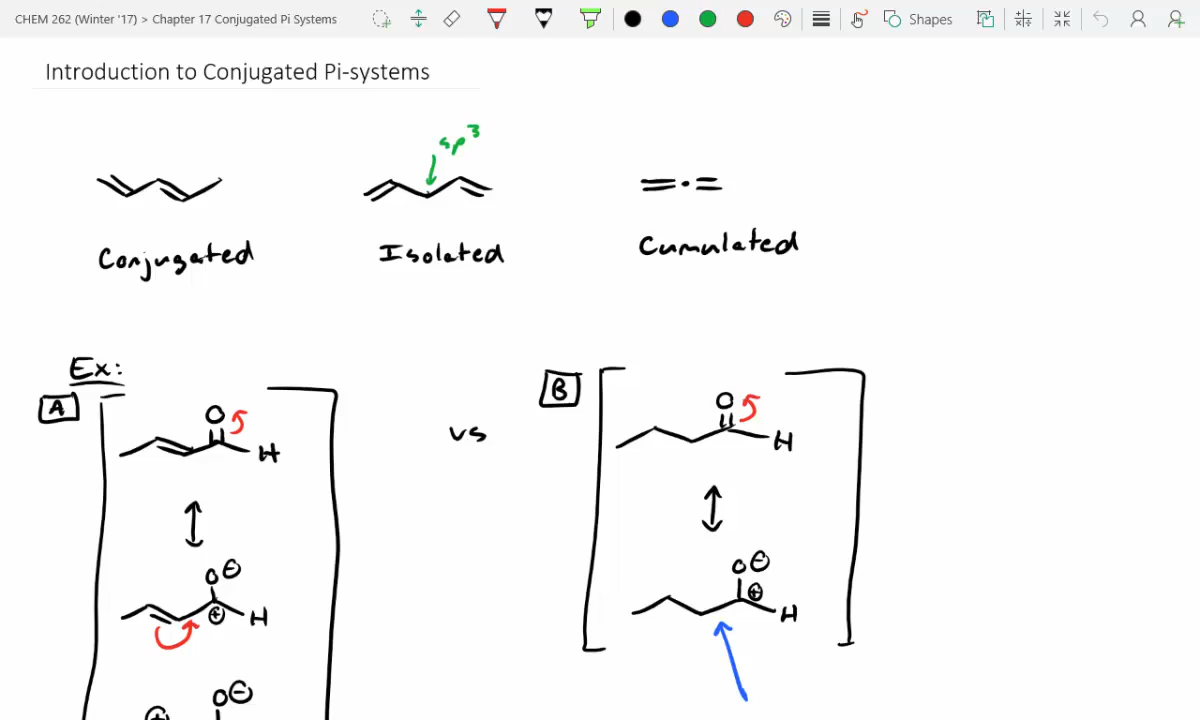 CHEM 262 (Winter '17) > Chapter 17 Conjugated Pi Systems
Shapes
Introduction to Conjugated Pi-systems
sp³
Conjugated
Isolated
Cumulated
Ex:
A
B
O
H
vs
O
H
O⊖
⊕
H
O⊖
⊕
H
O⊖
⊕